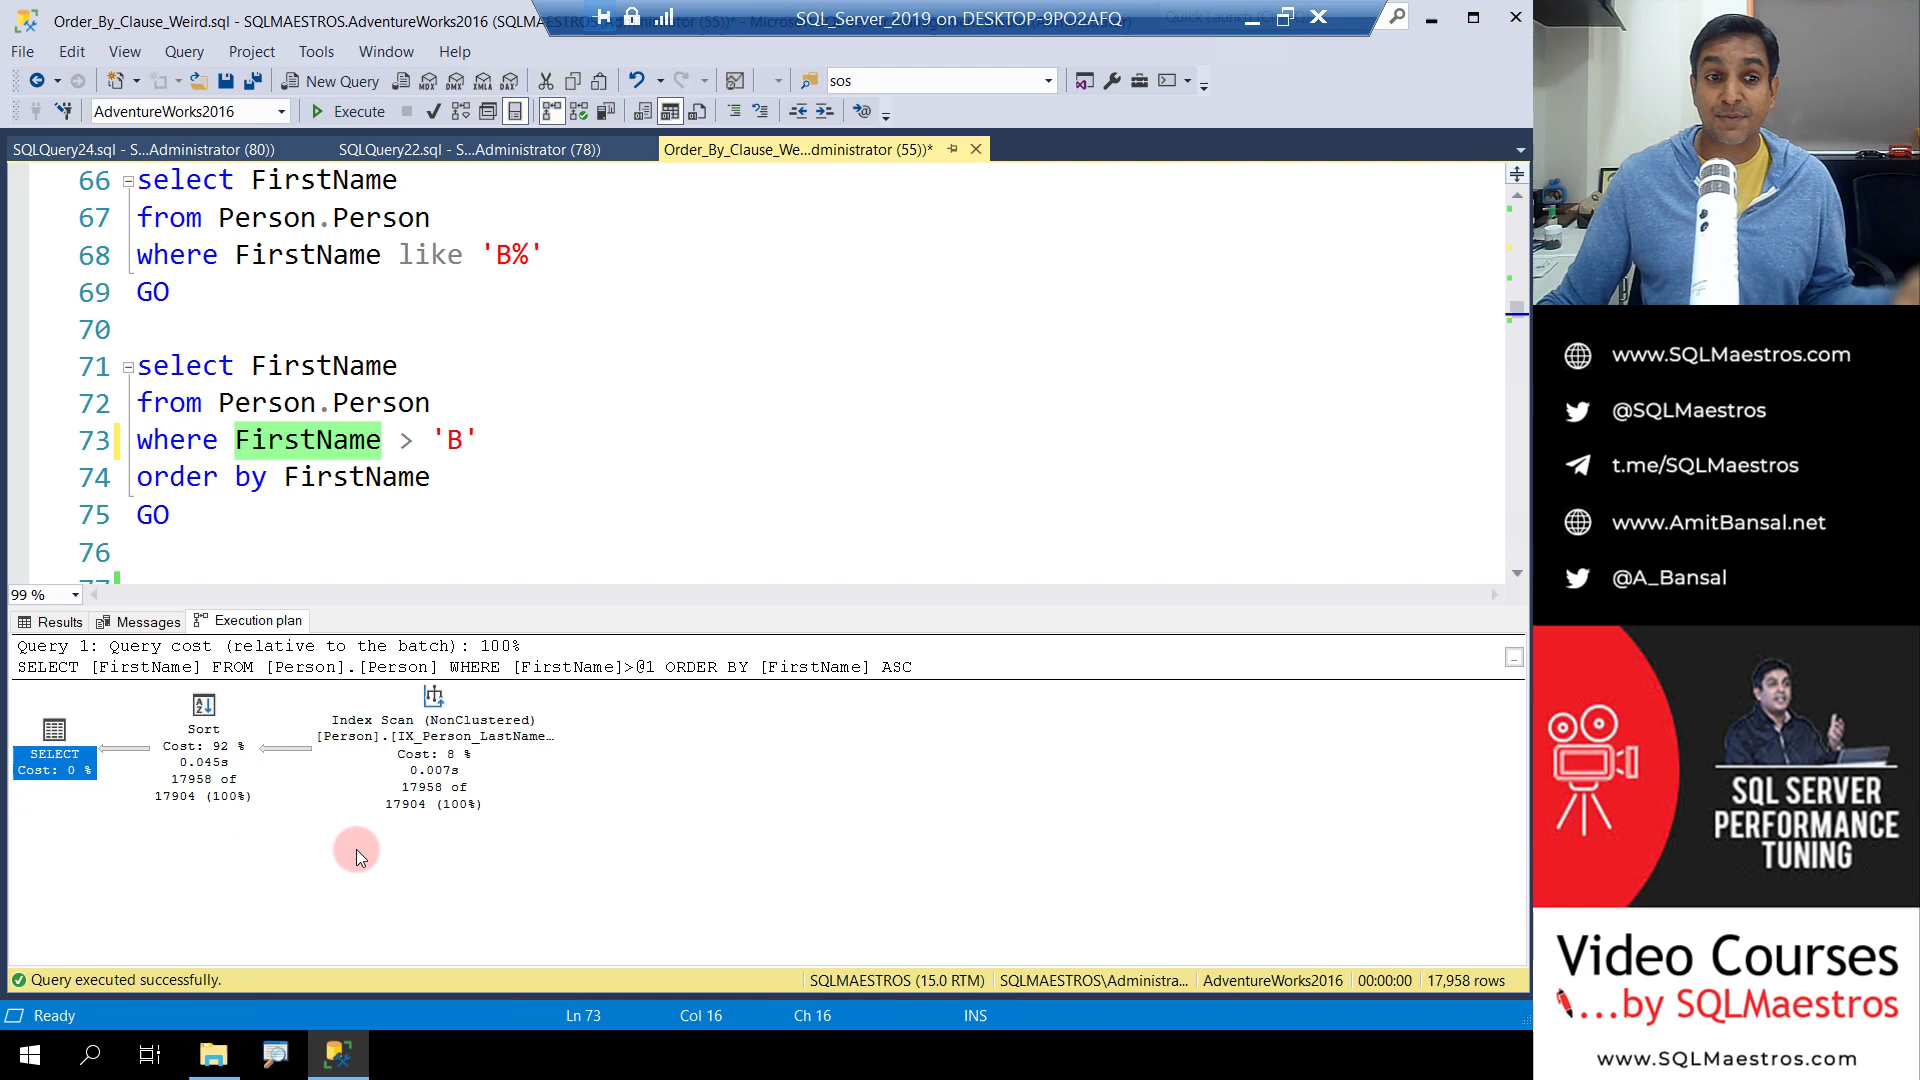 Order_By_Clause_Weird.sql - SQLMAESTROS.AdventureWorks2016 (SQLMAESTROS
SQL Server_2019 on DESKTOP-9PO2AFQ
File Edit View Query Project Tools Window Help
New Query
sos
AdventureWorks2016
Execute
SQLQuery24.sql - S...Administrator (80))
SQLQuery22.sql - S...Administrator (78))
Order_By_Clause_We...dministrator (55))*
66 select FirstName
67 from Person.Person
68 where FirstName like 'B%'
69 GO
70
71 select FirstName
72 from Person.Person
73 where FirstName > 'B'
74 order by FirstName
75 GO
76
99 %
Results Messages Execution plan
Query 1: Query cost (relative to the batch): 100%
SELECT [FirstName] FROM [Person].[Person] WHERE [FirstName]>@1 ORDER BY [FirstName] ASC
SELECT
Cost: 0 %
Sort
Cost: 92 %
0.045s
17958 of
17904 (100%)
Index Scan (NonClustered)
[Person].[IX_Person_LastName...
Cost: 8 %
0.007s
17958 of
17904 (100%)
Query executed successfully.
SQLMAESTROS (15.0 RTM)
SQLMAESTROS\Administra...
AdventureWorks2016
00:00:00
17,958 rows
Ready
Ln 73
Col 16
Ch 16
INS
www.SQLMaestros.com
@SQLMaestros
t.me/SQLMaestros
www.AmitBansal.net
@A_Bansal
SQL SERVER
PERFORMANCE
TUNING
Video Courses
...by SQLMaestros
www.SQLMaestros.com